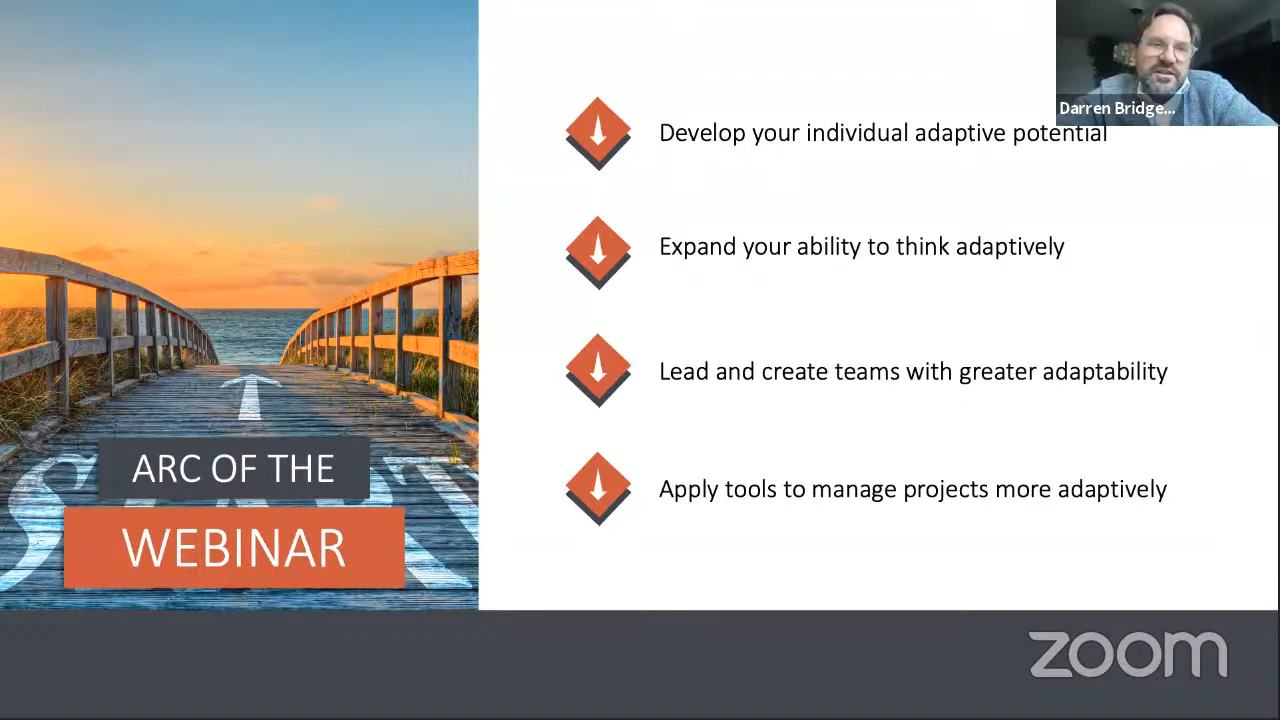 Darren Bridge...
Develop your individual adaptive potential
Expand your ability to think adaptively
Lead and create teams with greater adaptability
Apply tools to manage projects more adaptively
ARC OF THE
WEBINAR
zoom